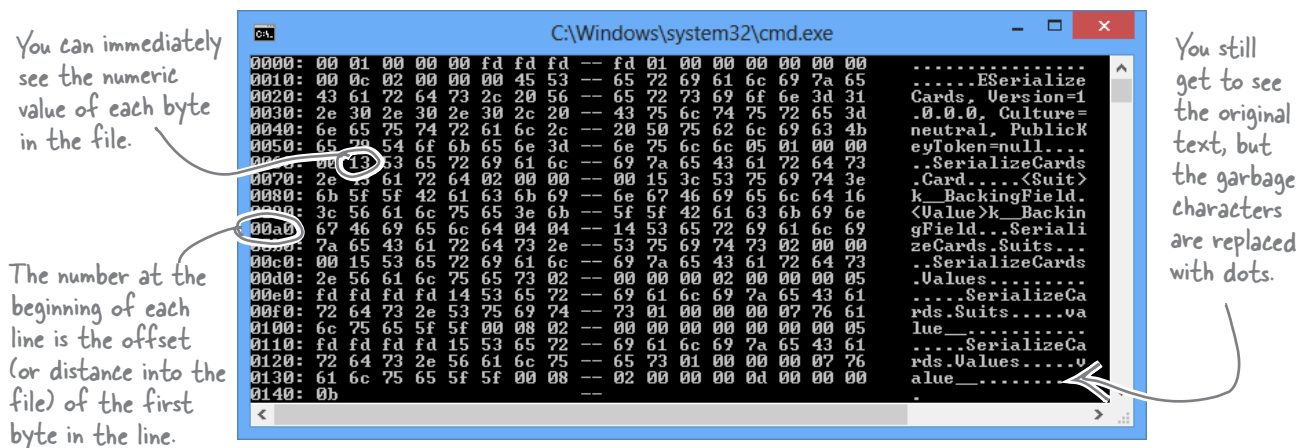 You can immediately
see the numeric
value of each byte
in the file.
The number at the
beginning of each
line is the offset
(or distance into the
file) of the first
byte in the line.
C:\Windows\system32\cmd.exe
0000: 00 01 00 00 00 fd fd fd -- fd 01 00 00 00 00 00 00 ................
0010: 00 0c 02 00 00 00 45 53 -- 65 72 69 61 6c 69 7a 65 ......ESerialize
0020: 43 61 72 64 73 2c 20 56 -- 65 72 73 69 6f 6e 3d 31 Cards, Version=1
0030: 2e 30 2e 30 2e 30 2c 20 -- 43 75 6c 74 75 72 65 3d .0.0.0, Culture=
0040: 6e 65 75 74 72 61 6c 2c -- 20 50 75 62 6c 69 63 4b neutral, PublicK
0050: 65 79 54 6f 6b 65 6e 3d -- 6e 75 6c 6c 05 01 00 00 eyToken=null....
0060: 00 13 53 65 72 69 61 6c -- 69 7a 65 43 61 72 64 73 ..SerializeCards
0070: 2e 43 61 72 64 02 00 00 -- 00 15 3c 53 75 69 74 3e .Card.....<Suit>
0080: 6b 5f 5f 42 61 63 6b 69 -- 6e 67 46 69 65 6c 64 16 k__BackingField.
0090: 3c 56 61 6c 75 65 3e 6b -- 5f 5f 42 61 63 6b 69 6e <Value>k__Backin
00a0: 67 46 69 65 6c 64 04 04 -- 14 53 65 72 69 61 6c 69 gField...Seriali
00b0: 7a 65 43 61 72 64 73 2e -- 53 75 69 74 73 02 00 00 zeCards.Suits...
00c0: 00 15 53 65 72 69 61 6c -- 69 7a 65 43 61 72 64 73 ..SerializeCards
00d0: 2e 56 61 6c 75 65 73 02 -- 00 00 00 02 00 00 00 05 .Values.........
00e0: fd fd fd fd 14 53 65 72 -- 69 61 6c 69 7a 65 43 61 .....SerializeCa
00f0: 72 64 73 2e 53 75 69 74 -- 73 01 00 00 00 07 76 61 rds.Suits.....va
0100: 6c 75 65 5f 5f 00 08 02 -- 00 00 00 00 00 00 00 05 lue__...........
0110: fd fd fd fd 15 53 65 72 -- 69 61 6c 69 7a 65 43 61 .....SerializeCa
0120: 72 64 73 2e 56 61 6c 75 -- 65 73 01 00 00 00 07 76 rds.Values.....v
0130: 61 6c 75 65 5f 5f 00 08 -- 02 00 00 00 0d 00 00 00 alue__..........
0140: 0b -- .
You still
get to see
the original
text, but
the garbage
characters
are replaced
with dots.